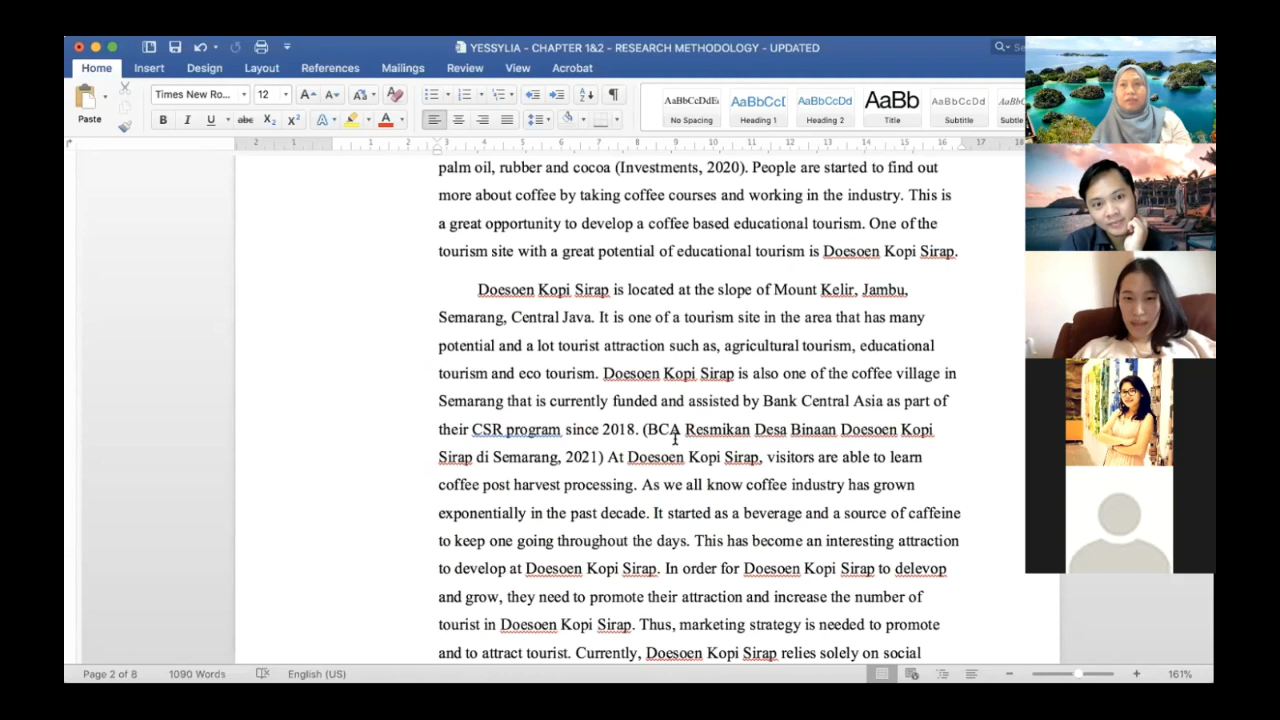 YESSYLIA - CHAPTER 1&2 - RESEARCH METHODOLOGY - UPDATED
Home Insert Design Layout References Mailings Review View Acrobat
Paste
Times New Ro... 12
No Spacing Heading 1 Heading 2 Title Subtitle
palm oil, rubber and cocoa (Investments, 2020). People are started to find out
more about coffee by taking coffee courses and working in the industry. This is
a great opportunity to develop a coffee based educational tourism. One of the
tourism site with a great potential of educational tourism is Doesoen Kopi Sirap.
Doesoen Kopi Sirap is located at the slope of Mount Kelir, Jambu,
Semarang, Central Java. It is one of a tourism site in the area that has many
potential and a lot tourist attraction such as, agricultural tourism, educational
tourism and eco tourism. Doesoen Kopi Sirap is also one of the coffee village in
Semarang that is currently funded and assisted by Bank Central Asia as part of
their CSR program since 2018. (BCA Resmikan Desa Binaan Doesoen Kopi
Sirap di Semarang, 2021) At Doesoen Kopi Sirap, visitors are able to learn
coffee post harvest processing. As we all know coffee industry has grown
exponentially in the past decade. It started as a beverage and a source of caffeine
to keep one going throughout the days. This has become an interesting attraction
to develop at Doesoen Kopi Sirap. In order for Doesoen Kopi Sirap to delevop
and grow, they need to promote their attraction and increase the number of
tourist in Doesoen Kopi Sirap. Thus, marketing strategy is needed to promote
and to attract tourist. Currently, Doesoen Kopi Sirap relies solely on social
Page 2 of 8 1090 Words English (US) 161%